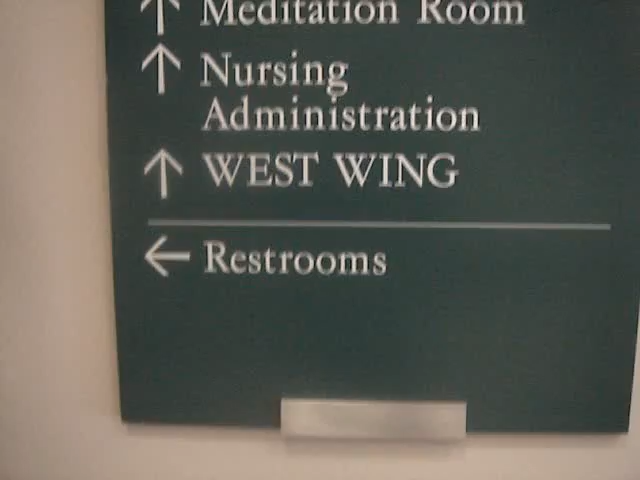 ↑ Meditation Room
↑ Nursing
Administration
↑ WEST WING
← Restrooms